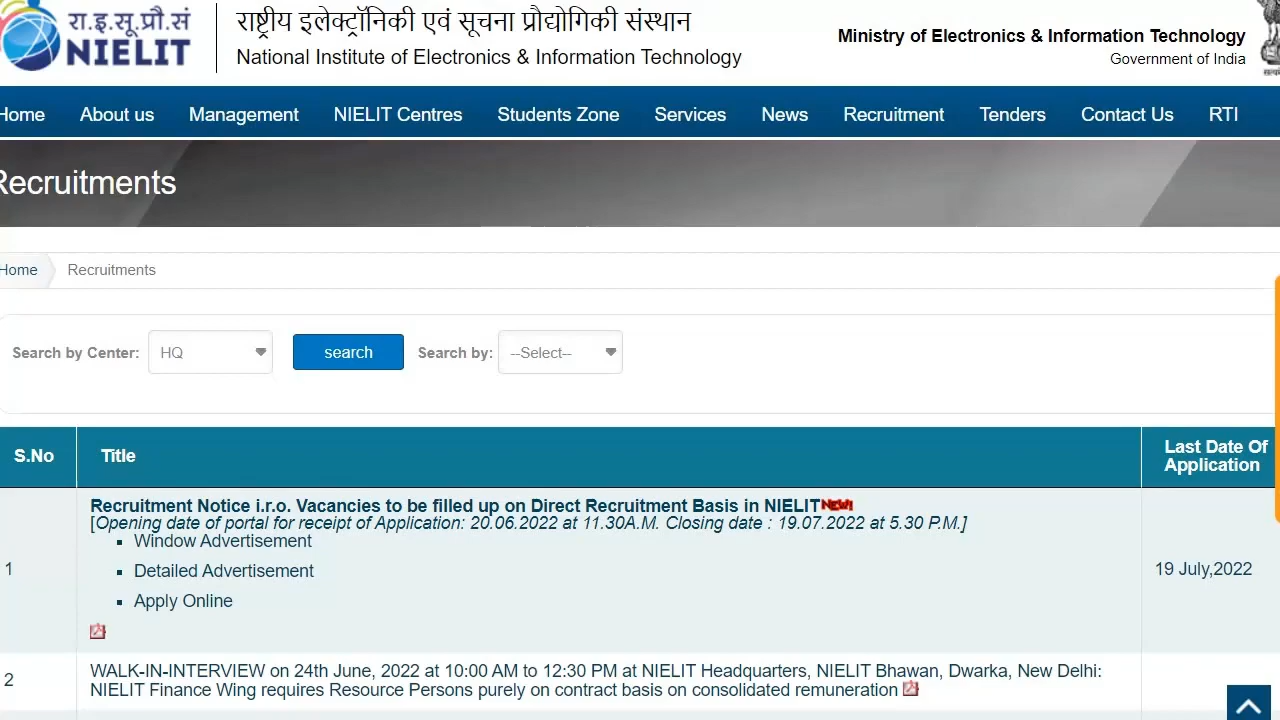 रा.इ.सू.प्रौ.सं
NIELIT
राष्ट्रीय इलेक्ट्रॉनिकी एवं सूचना प्रौद्योगिकी संस्थान
National Institute of Electronics & Information Technology
Ministry of Electronics & Information Technology
Government of India
Home About us Management NIELIT Centres Students Zone Services News Recruitment Tenders Contact Us RTI
Recruitments
Home Recruitments
Search by Center: HQ search Search by: --Select--
S.No Title Last Date Of
Application
Recruitment Notice i.r.o. Vacancies to be filled up on Direct Recruitment Basis in NIELIT NEW!
[Opening date of portal for receipt of Application: 20.06.2022 at 11.30A.M. Closing date : 19.07.2022 at 5.30 P.M.]
▪ Window Advertisement
1 ▪ Detailed Advertisement 19 July,2022
▪ Apply Online
2 WALK-IN-INTERVIEW on 24th June, 2022 at 10:00 AM to 12:30 PM at NIELIT Headquarters, NIELIT Bhawan, Dwarka, New Delhi:
NIELIT Finance Wing requires Resource Persons purely on contract basis on consolidated remuneration